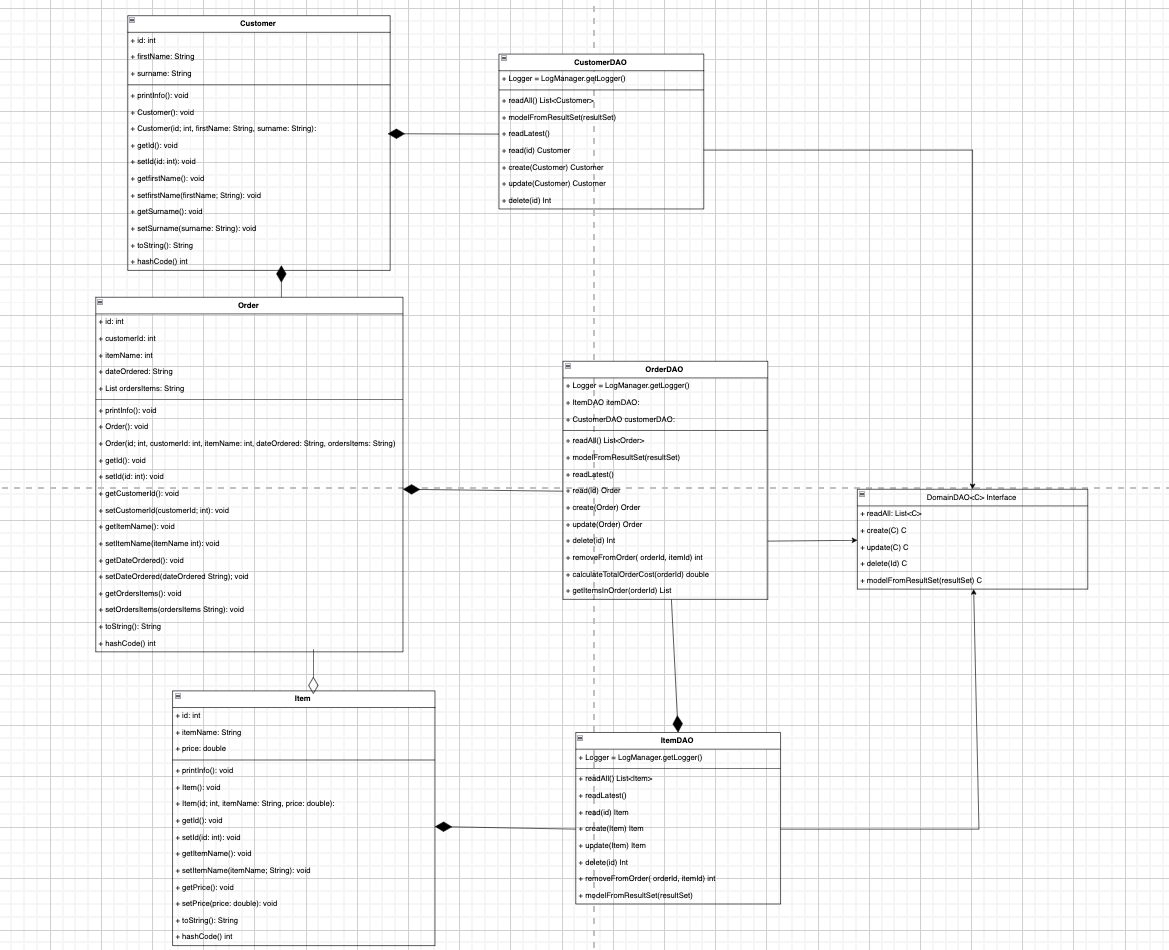 Customer
+ id: int
+ firstName: String
+ surname: String
+ printInfo(): void
+ Customer(): void
+ Customer(id; int, firstName: String, surname: String):
+ getId(): void
+ setId(id: int): void
+ getfirstName(): void
+ setfirstName(firstName; String): void
+ getSurname(): void
+ setSurname(surname: String): void
+ toString(): String
+ hashCode() int
CustomerDAO
+ Logger = LogManager.getLogger()
+ readAll() List<Customer>
+ modelFromResultSet(resultSet)
+ readLatest()
+ read(id) Customer
+ create(Customer) Customer
+ update(Customer) Customer
+ delete(id) Int
Order
+ id: int
+ customerId: int
+ itemName: int
+ dateOrdered: String
+ List ordersItems: String
+ printInfo(): void
+ Order(): void
+ Order(id; int, customerId: int, itemName: int, dateOrdered: String, ordersItems: String)
+ getId(): void
+ setId(id: int): void
+ getCustomerId(): void
+ setCustomerId(customerId; int): void
+ getItemName(): void
+ setItemName(itemName int): void
+ getDateOrdered(): void
+ setDateOrdered(dateOrdered String); void
+ getOrdersItems(): void
+ setOrdersItems(ordersItems String): void
+ toString(): String
+ hashCode() int
OrderDAO
+ Logger = LogManager.getLogger()
+ ItemDAO itemDAO:
+ CustomerDAO customerDAO:
+ readAll() List<Order>
+ modelFromResultSet(resultSet)
+ readLatest()
+ read(id) Order
+ create(Order) Order
+ update(Order) Order
+ delete(id) Int
+ removeFromOrder( orderId, itemId) int
+ calculateTotalOrderCost(orderId) double
+ getItemsInOrder(orderId) List
DomainDAO<C> Interface
+ readAll: List<C>
+ create(C) C
+ update(C) C
+ delete(Id) C
+ modelFromResultSet(resultSet) C
Item
+ id: int
+ itemName: String
+ price: double
+ printInfo(): void
+ Item(): void
+ Item(id; int, itemName: String, price: double):
+ getId(): void
+ setId(id: int): void
+ getItemName(): void
+ setItemName(itemName; String): void
+ getPrice(): void
+ setPrice(price: double): void
+ toString(): String
+ hashCode() int
ItemDAO
+ Logger = LogManager.getLogger()
+ readAll() List<Item>
+ readLatest()
+ read(id) Item
+ create(Item) Item
+ update(Item) Item
+ delete(id) Int
+ removeFromOrder( orderId, itemId) int
+ modelFromResultSet(resultSet)